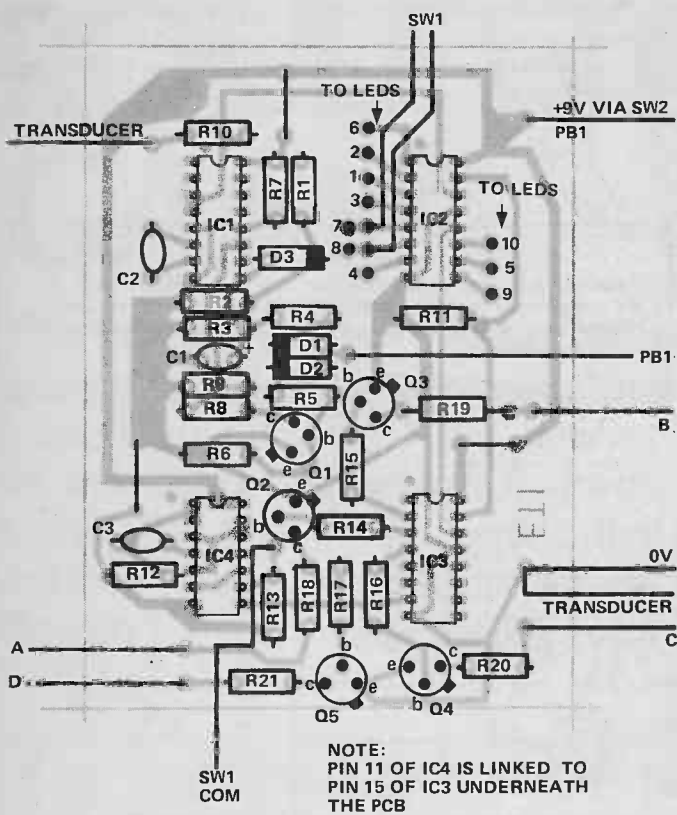 SW1
TO LEDS
+9V VIA SW2
PB1
TRANSDUCER
R10
6
2
1
3
7
8
4
R7
R1
IC1
IC2
TO LEDS
10
5
9
C2
D3
R2
R3
R4
R11
C1
+
D1
D2
PB1
R9
R8
R5
b
e
Q3
c
R19
B
c
b
e
Q1
R6
R15
Q2
e
b
c
R14
C3
IC4
IC3
ETI
R12
R13
R18
R17
R16
0V
TRANSDUCER
C
A
D
R21
b
c
e
Q5
e
c
b
Q4
R20
SW1
COM
NOTE:
PIN 11 OF IC4 IS LINKED TO
PIN 15 OF IC3 UNDERNEATH
THE PCB